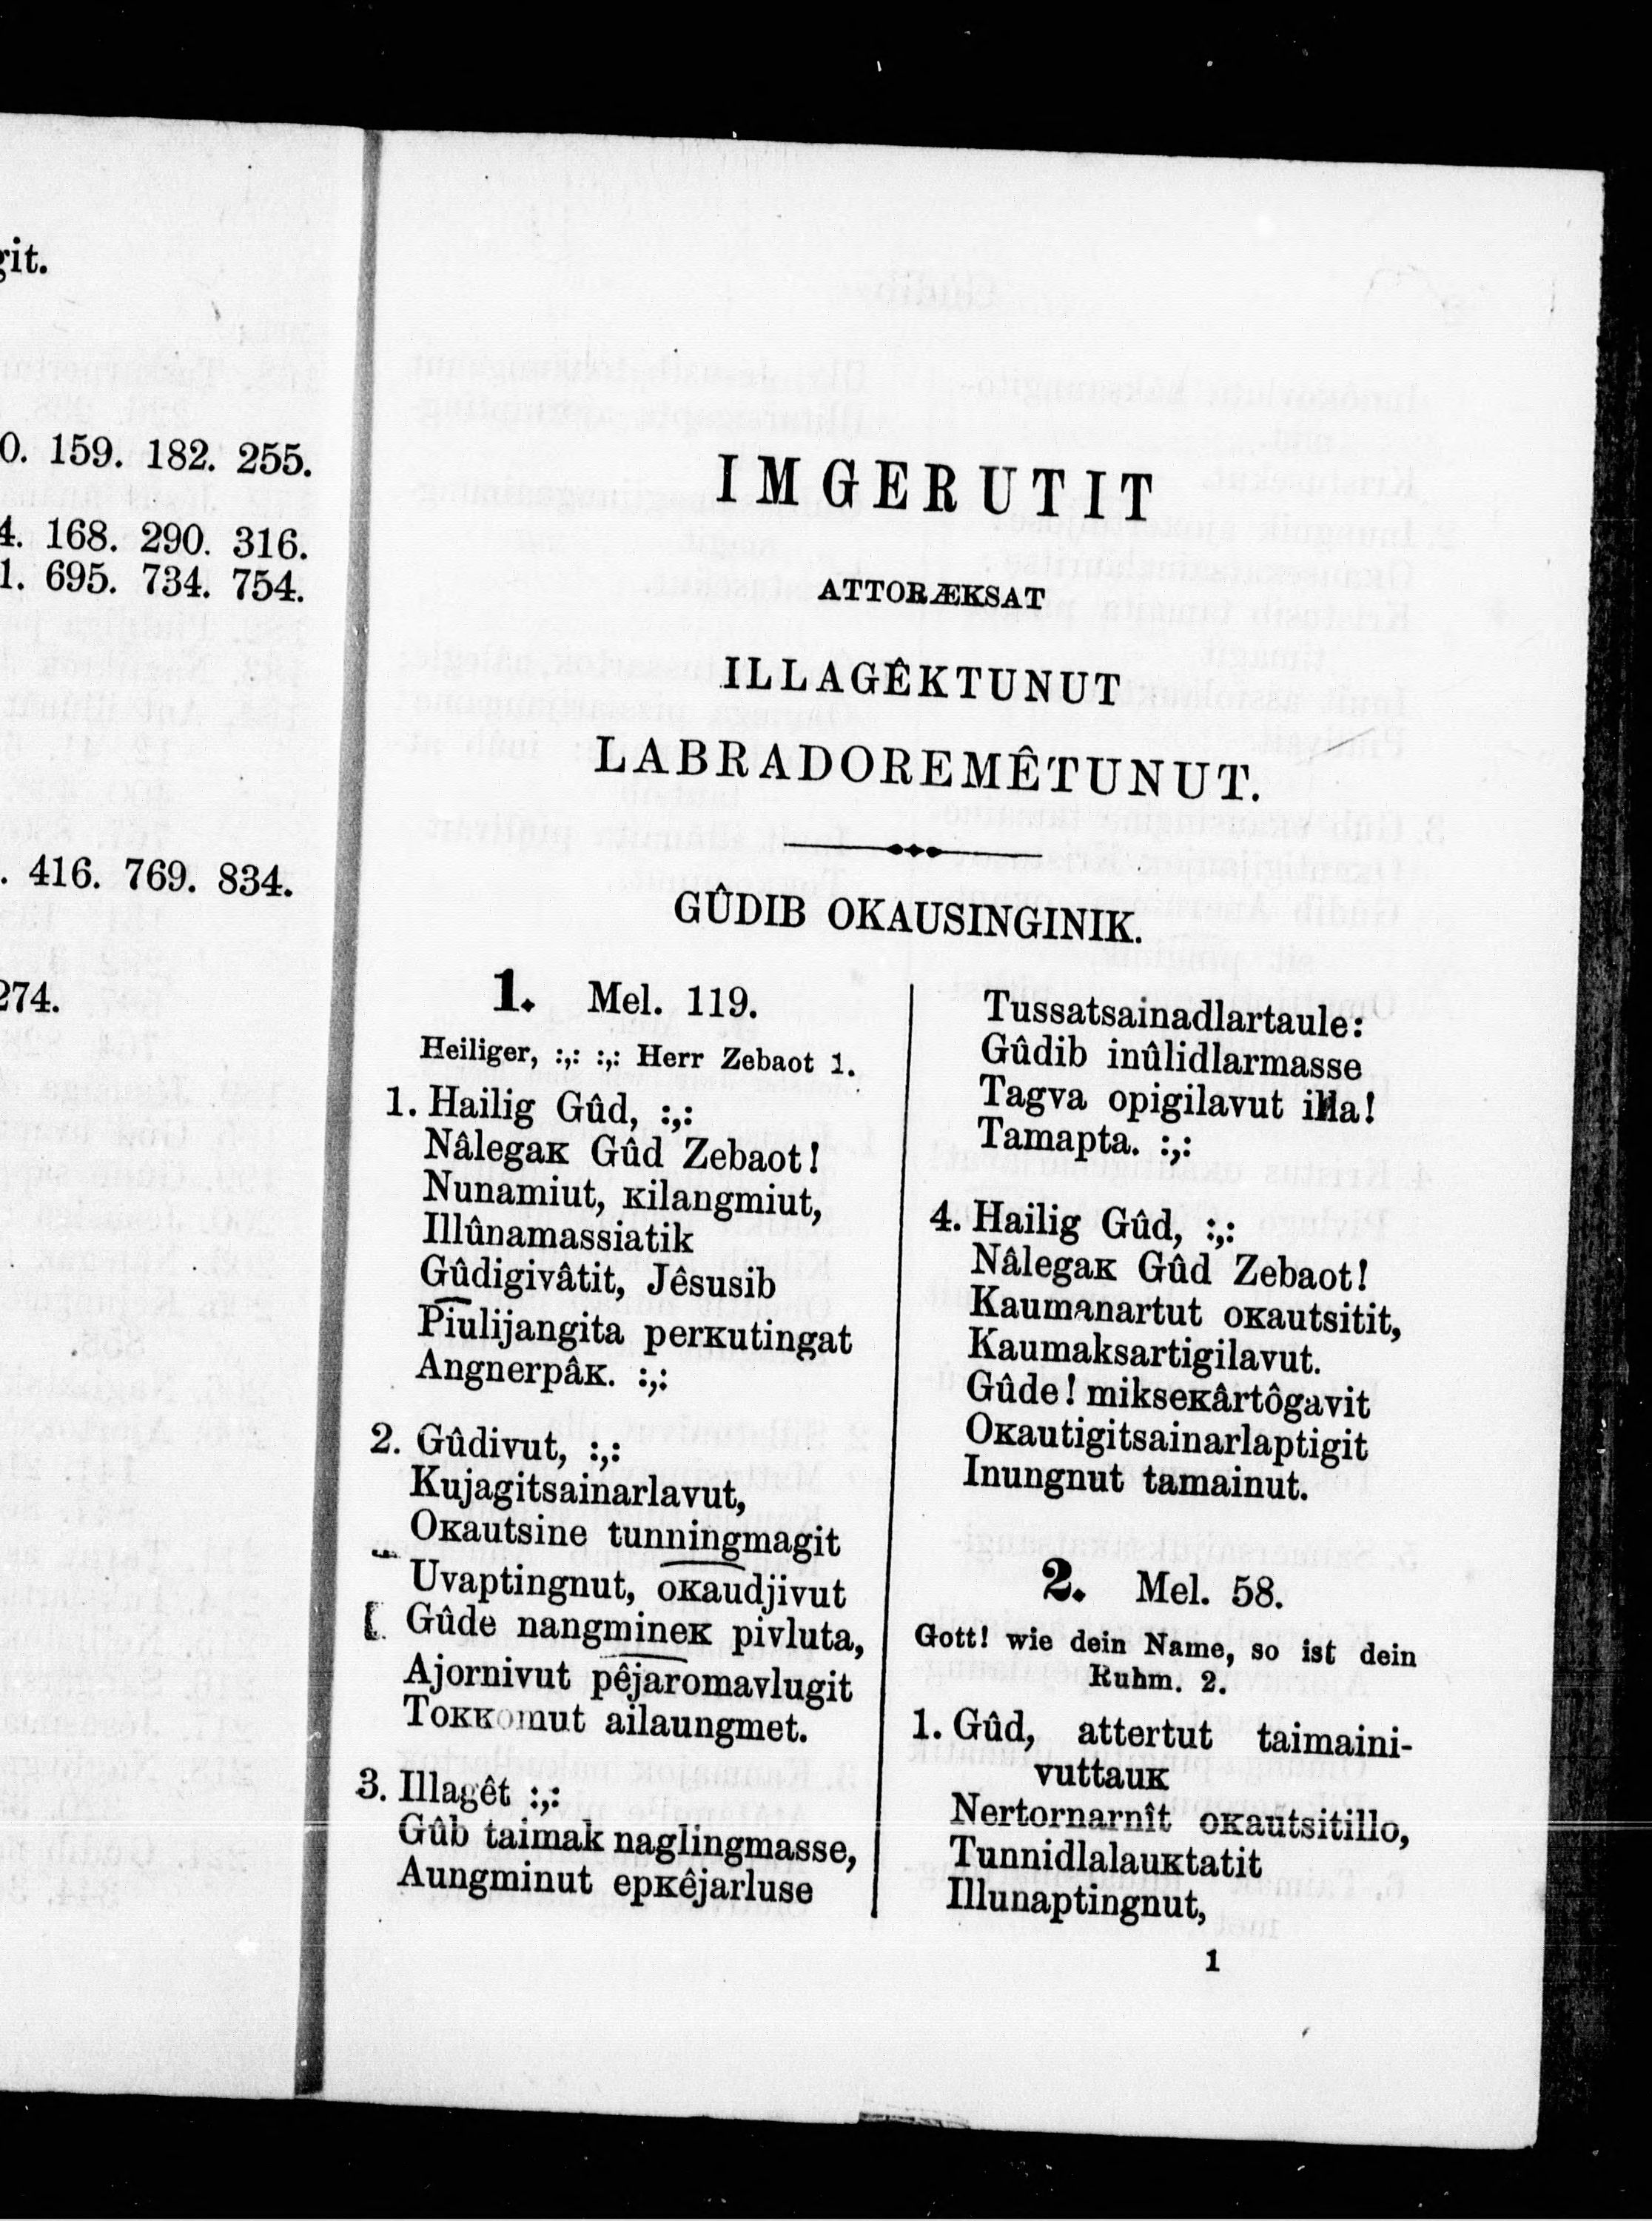 git.
0. 159. 182. 255.
4. 168. 290. 316.
1. 695. 734. 754.
. 416. 769. 834.
274.
IMGERUTIT
ATTORÆKSAT
ILLAGÊKTUNUT
LABRADOREMÊTUNUT.
GÛDIB OKAUSINGINIK.
1. Mel. 119.
Heiliger, :,: :,: Herr Zebaot 1.
1. Hailig Gûd, :,:
Nâlegaĸ Gûd Zebaot!
Nunamiut, ĸilangmiut,
Illûnamassiatik
Gûdigivâtit, Jêsusib
Piulijangita perĸutingat
Angnerpâĸ. :,:
2. Gûdivut, :,:
Kujagitsainarlavut,
Oĸautsine tunningmagit
Uvaptingnut, oĸaudjivut
Gûde nangmineĸ pivluta,
Ajornivut pêjaromavlugit
Toĸĸomut ailaungmet.
3. Illagêt :,:
Gûb taimak naglingmasse,
Aungminut epĸêjarluse
Tussatsainadlartaule:
Gûdib inûlidlarmasse
Tagva opigilavut illa!
Tamapta. :,:
4. Hailig Gûd, :,:
Nâlegaĸ Gûd Zebaot!
Kaumanartut oĸautsitit,
Kaumaksartigilavut.
Gûde! mikseĸârtôgavit
Oĸautigitsainarlaptigit
Inungnut tamainut.
2. Mel. 58.
Gott! wie dein Name, so ist dein
Ruhm. 2.
1. Gûd, attertut taimaini-
vuttauĸ
Nertornarnît oĸautsitillo,
Tunnidlalauĸtatit
Illunaptingnut,
1